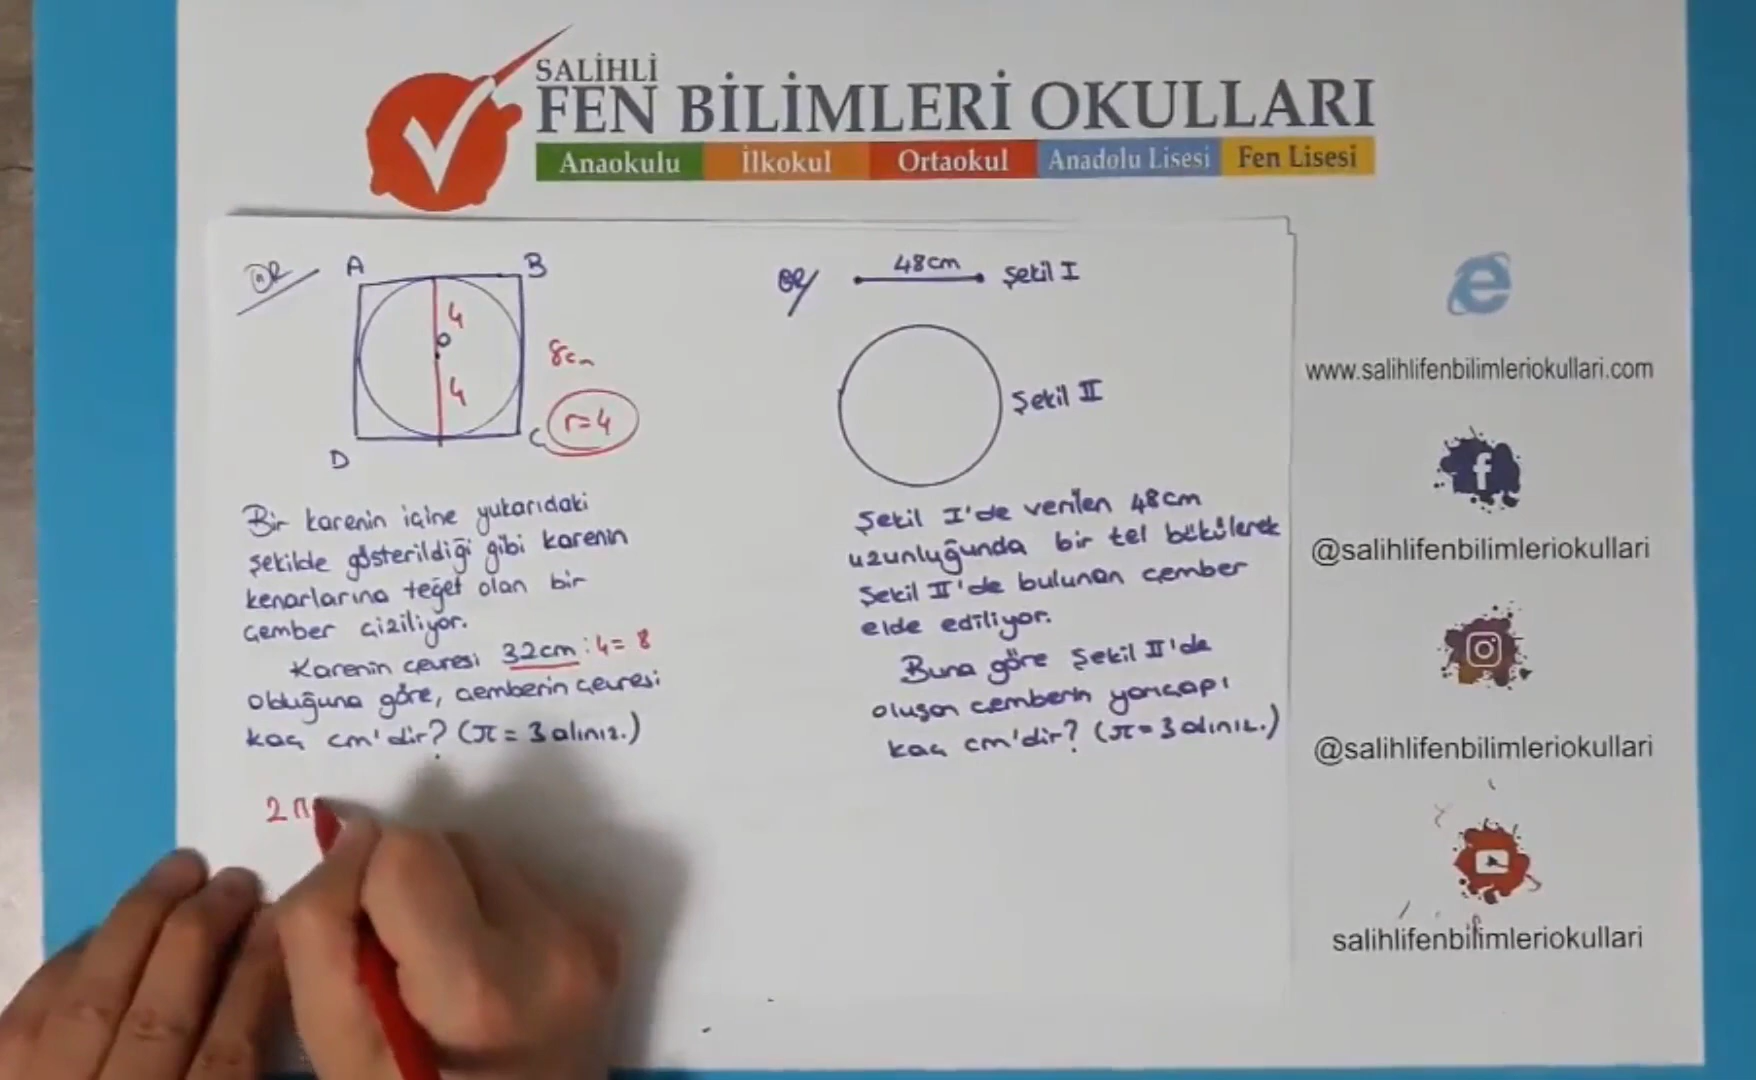 SALİHLİ
FEN BİLİMLERİ OKULLARI
Anaokulu İlkokul Ortaokul Anadolu Lisesi Fen Lisesi
ÖR
A
B
4
O
4
8cm
r=4
D
C
Bir karenin içine yukarıdaki
şekilde gösterildiği gibi karenin
kenarlarına teğet olan bir
çember çiziliyor.
Karenin çevresi 32cm :4=8
olduğuna göre, çemberin çevresi
kaç cm'dir? (π = 3 alınız.)
2π
ÖR
48cm
Şekil I
Şekil II
Şekil I'de verilen 48cm
uzunluğunda bir tel bükülerek
Şekil II'de bulunan çember
elde ediliyor.
Buna göre Şekil II'de
oluşan çemberin yarıçapı
kaç cm'dir? (π = 3 alınız.)
www.salihlifenbilimleriokullari.com
@salihlifenbilimleriokullari
@salihlifenbilimleriokullari
salihlifenbilimleriokullari